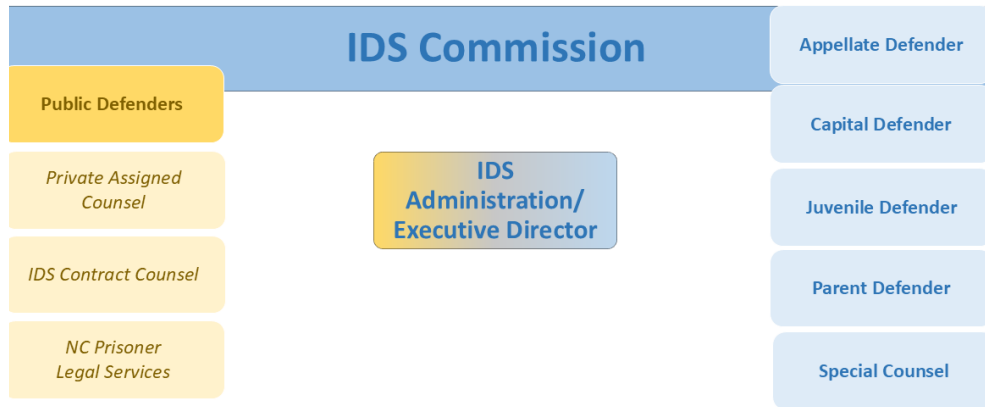 IDS Commission
Public Defenders
Private Assigned
Counsel
IDS Contract Counsel
NC Prisoner
Legal Services
IDS
Administration/
Executive Director
Appellate Defender
Capital Defender
Juvenile Defender
Parent Defender
Special Counsel